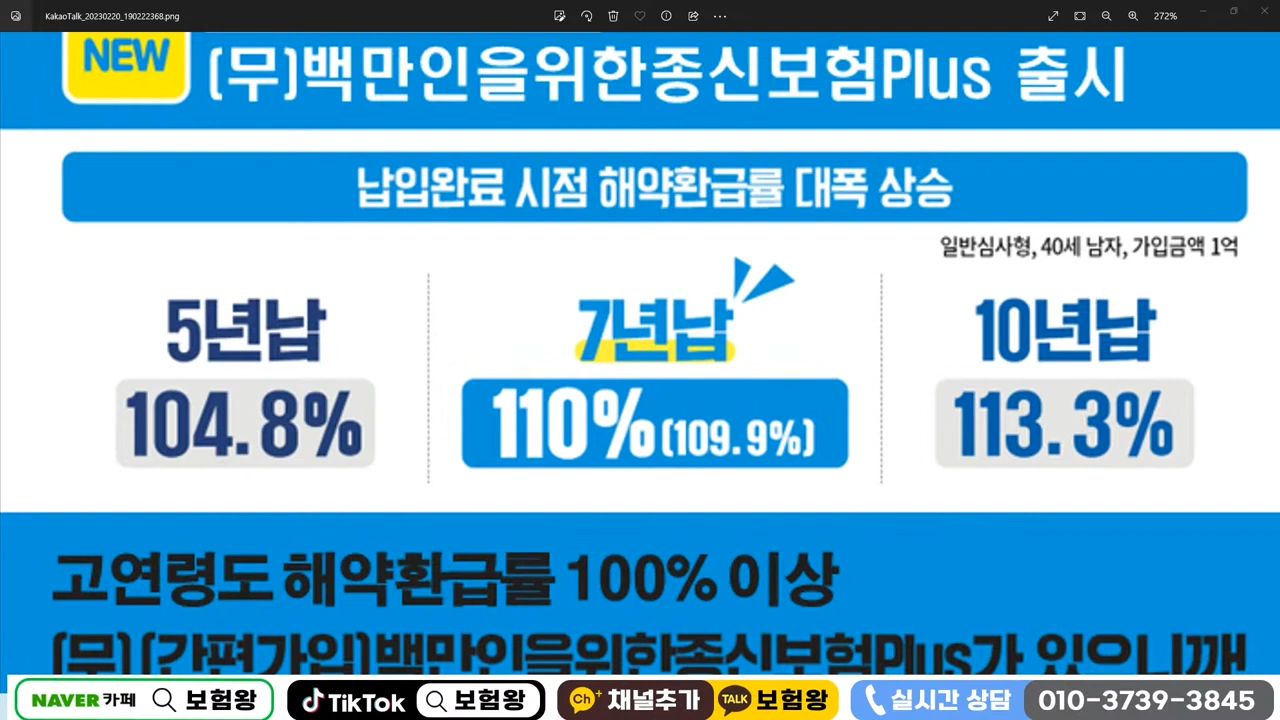 KakaoTalk_20230220_190222368.png
272%
NEW
(무)백만인을위한종신보험Plus 출시
납입완료 시점 해약환급률 대폭 상승
일반심사형, 40세 남자, 가입금액 1억
5년납
7년납
10년납
104.8%
110%(109.9%)
113.3%
고연령도 해약환급률 100% 이상
(무)(간편가입)백만인을위한종신보험Plus가 있으니깨
NAVER 카페 보험왕
TikTok 보험왕
Ch+ 채널추가 TALK 보험왕
실시간 상담 010-3739-3845